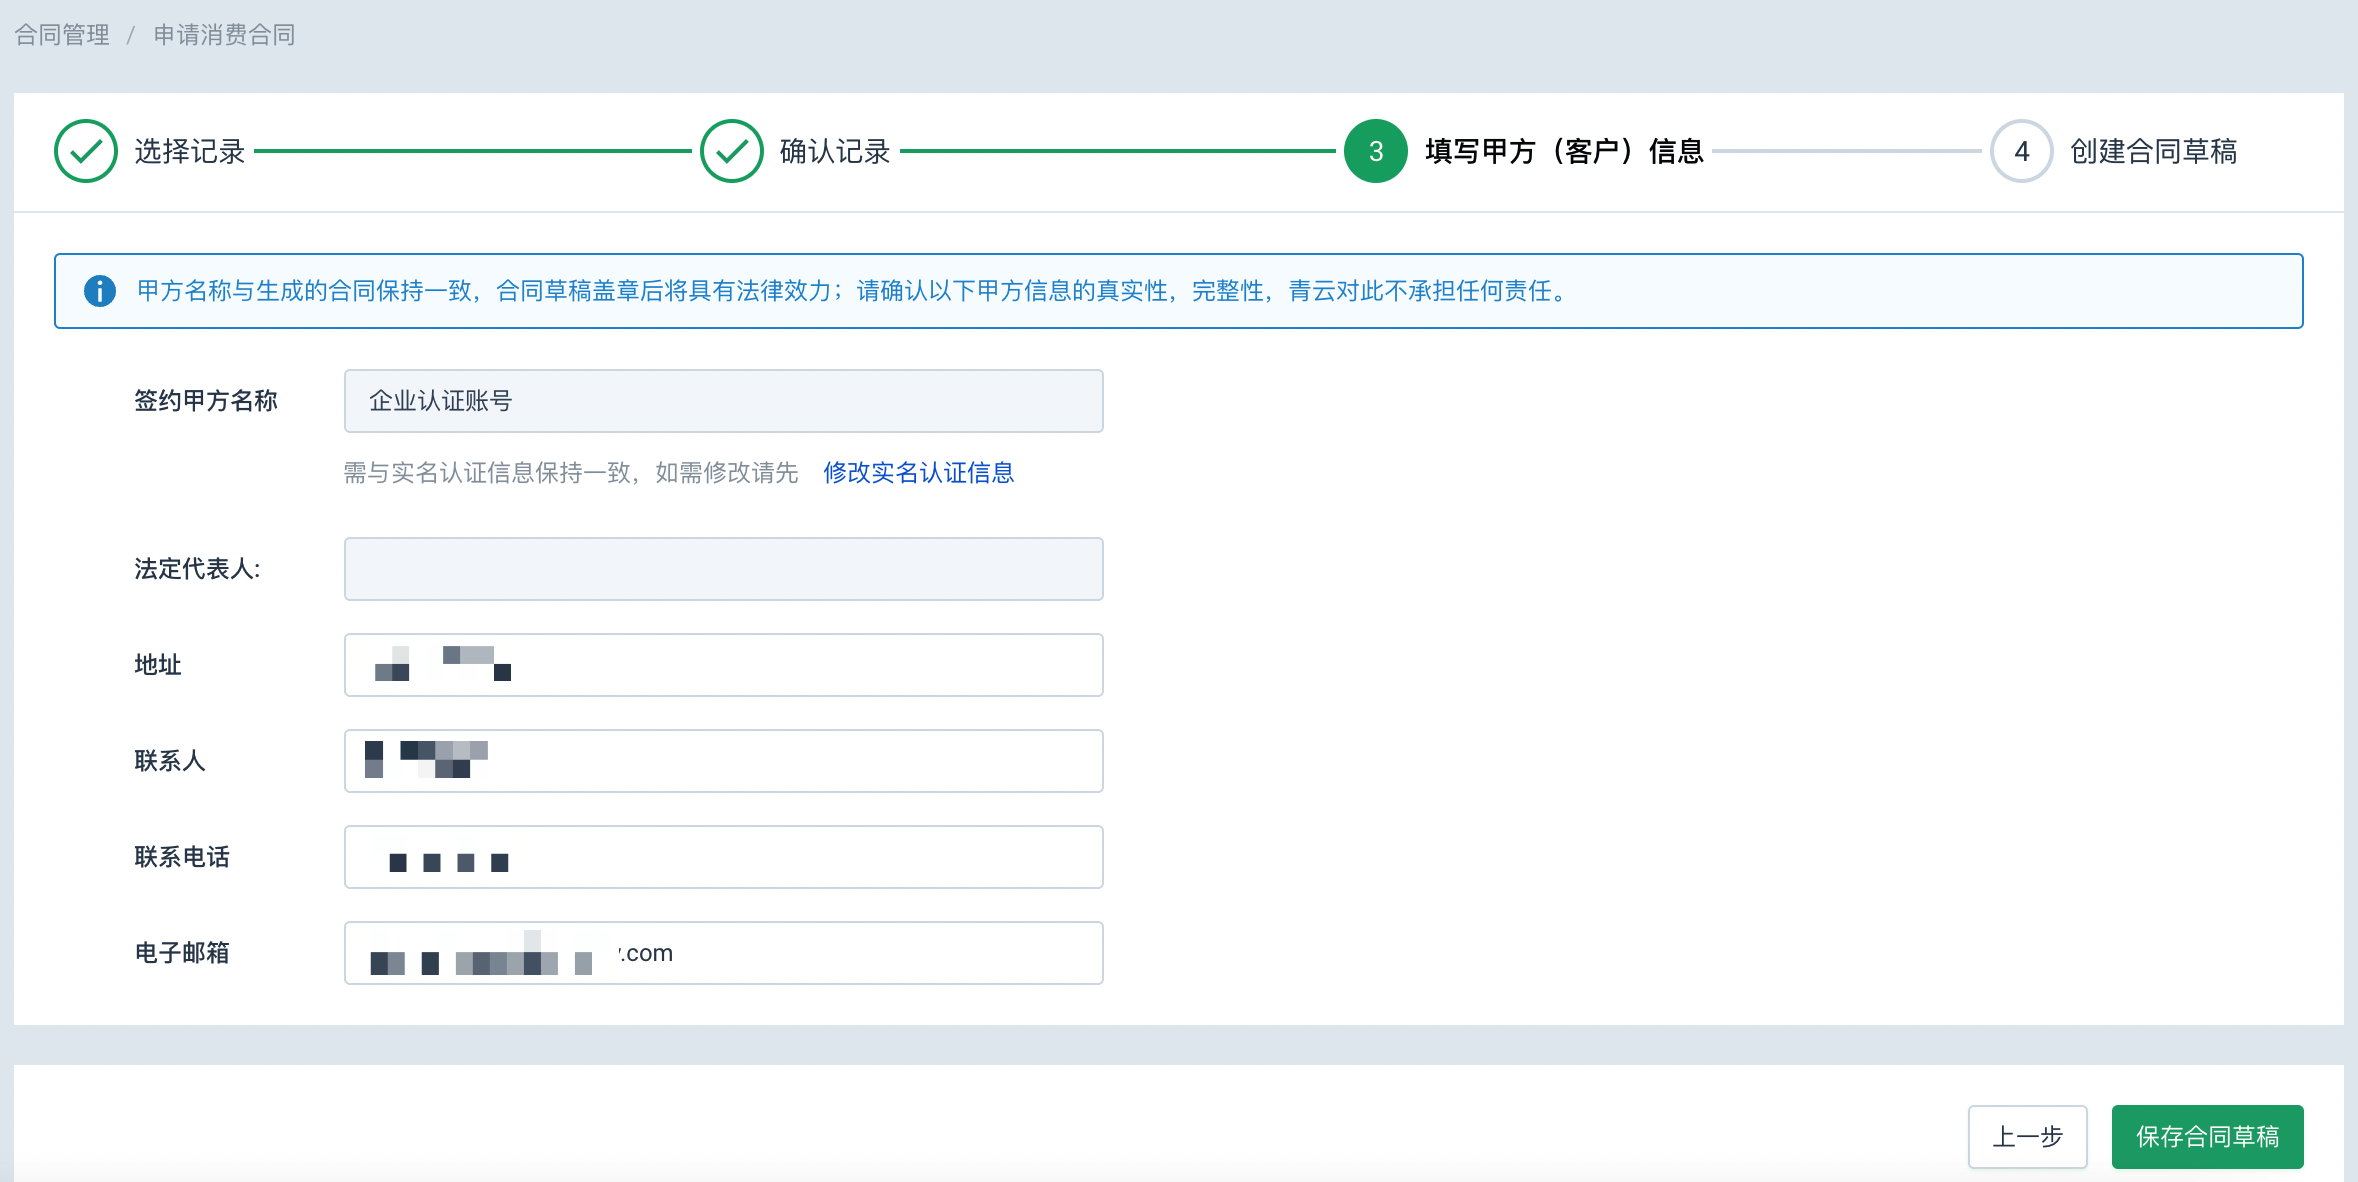 合同管理 / 申请消费合同
选择记录
确认记录
3 填写甲方（客户）信息
4 创建合同草稿
甲方名称与生成的合同保持一致，合同草稿盖章后将具有法律效力；请确认以下甲方信息的真实性，完整性，青云对此不承担任何责任。
签约甲方名称 企业认证账号
需与实名认证信息保持一致，如需修改请先 修改实名认证信息
法定代表人:
地址
联系人
联系电话
电子邮箱 .com
上一步 保存合同草稿